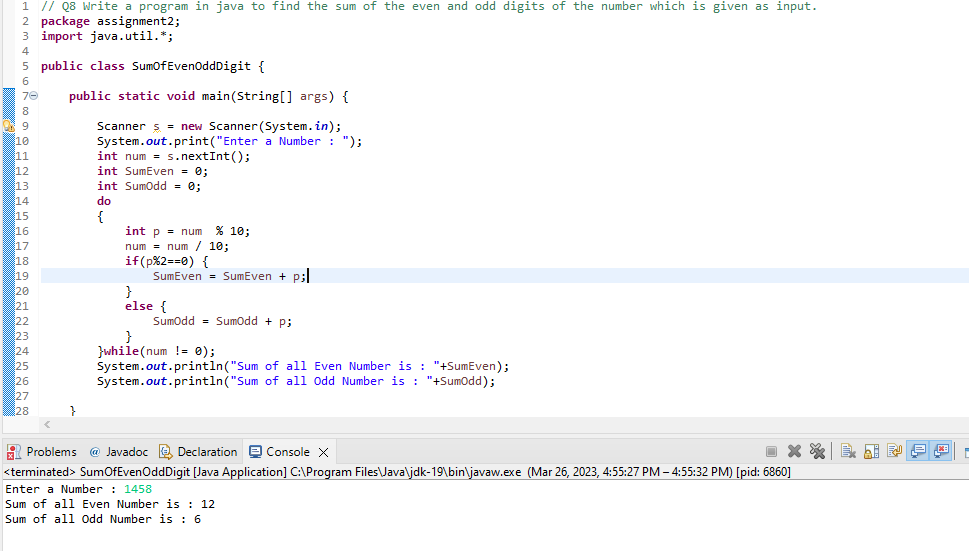 1 // Q8 Write a program in java to find the sum of the even and odd digits of the number which is given as input.
2 package assignment2;
3 import java.util.*;
4
5 public class SumOfEvenOddDigit {
6
7 public static void main(String[] args) {
8
9 Scanner s = new Scanner(System.in);
10 System.out.print("Enter a Number : ");
11 int num = s.nextInt();
12 int SumEven = 0;
13 int SumOdd = 0;
14 do
15 {
16 int p = num  % 10;
17 num = num / 10;
18 if(p%2==0) {
19 SumEven = SumEven + p;
20 }
21 else {
22 SumOdd = SumOdd + p;
23 }
24 }while(num != 0);
25 System.out.println("Sum of all Even Number is : "+SumEven);
26 System.out.println("Sum of all Odd Number is : "+SumOdd);
27
28 }
Problems @ Javadoc Declaration Console
<terminated> SumOfEvenOddDigit [Java Application] C:\Program Files\Java\jdk-19\bin\javaw.exe (Mar 26, 2023, 4:55:27 PM – 4:55:32 PM) [pid: 6860]
Enter a Number : 1458
Sum of all Even Number is : 12
Sum of all Odd Number is : 6